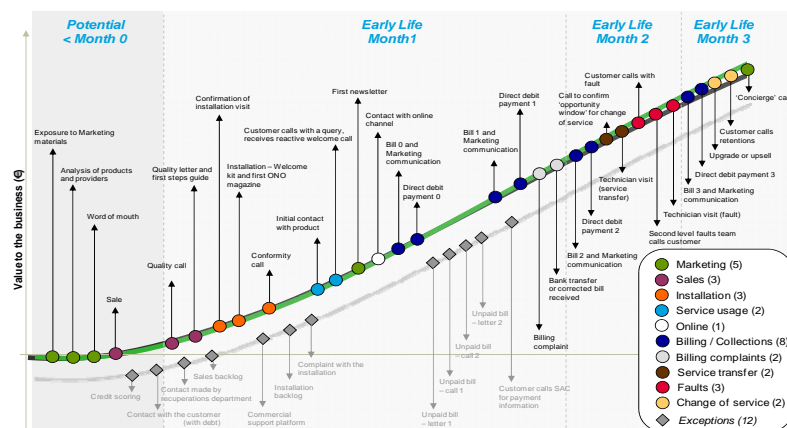 Potential
< Month 0
Early Life
Month1
Early Life
Month 2
Early Life
Month 3
Value to the business (€)
Exposure to Marketing
materials
Analysis of products
and providers
Word of mouth
Sale
Quality call
Quality letter and
first steps guide
Confirmation of
installation visit
Installation – Welcome
kit and first ONO
magazine
Conformity
call
Customer calls with a query,
receives reactive welcome call
Initial contact
with product
First newsletter
Contact with online
channel
Bill 0 and Marketing
communication
Direct debit
payment 0
Bill 1 and Marketing
communication
Direct debit
payment 1
Billing
complaint
Bank transfer
or corrected bill
received
Bill 2 and Marketing
communication
Direct debit
payment 2
Call to confirm
'opportunity
window' for change
of service
Technician visit
(service
transfer)
Customer calls with
fault
Second level faults team
calls customer
Technician visit (fault)
Bill 3 and Marketing
communication
Direct debit payment 3
Upgrade or upsell
Customer calls
retentions
'Concierge' ca
Credit scoring
Contact with the customer
(with debt)
Contact made by
recuperations department
Sales backlog
Commercial
support platform
Installation
backlog
Complaint with the
installation
Unpaid bill
– letter 1
Unpaid bill
– call 1
Unpaid bill
– call 2
Unpaid bill
– letter 2
Customer calls SAC
for payment
information
Marketing (5)
Sales (3)
Installation (3)
Service usage (2)
Online (1)
Billing / Collections (8)
Billing complaints (2)
Service transfer (2)
Faults (3)
Change of service (2)
Exceptions (12)